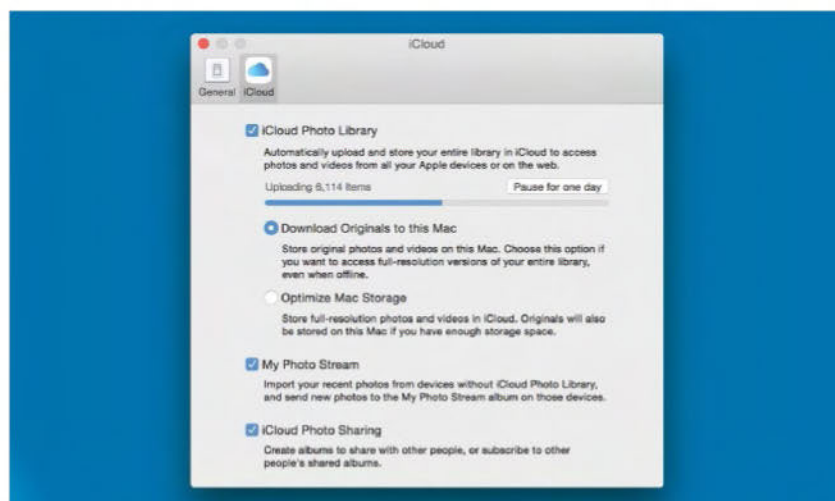 iCloud
General iCloud
iCloud Photo Library
Automatically upload and store your entire library in iCloud to access
photos and videos from all your Apple devices or on the web.
Uploading 6,114 items Pause for one day
Download Originals to this Mac
Store original photos and videos on this Mac. Choose this option if
you want to access full-resolution versions of your entire library,
even when offline.
Optimize Mac Storage
Store full-resolution photos and videos in iCloud. Originals will also
be stored on this Mac if you have enough storage space.
My Photo Stream
Import your recent photos from devices without iCloud Photo Library,
and send new photos to the My Photo Stream album on those devices.
iCloud Photo Sharing
Create albums to share with other people, or subscribe to other
people's shared albums.